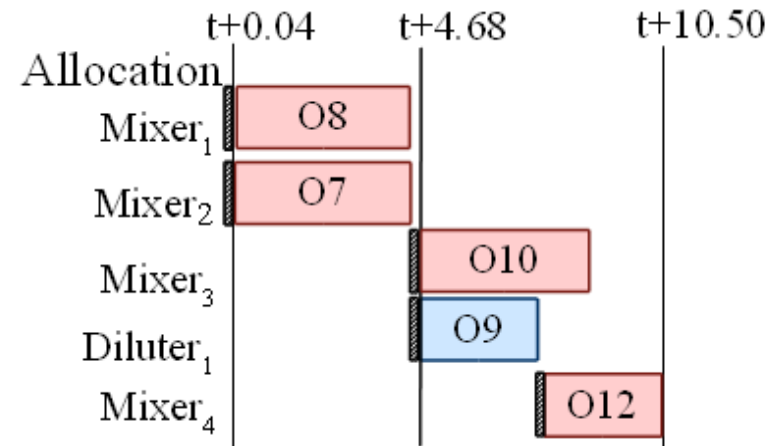 t+0.04 t+4.68 t+10.50
Allocation
Mixer₁ O8
Mixer₂ O7
Mixer₃ O10
Diluter₁ O9
Mixer₄ O12